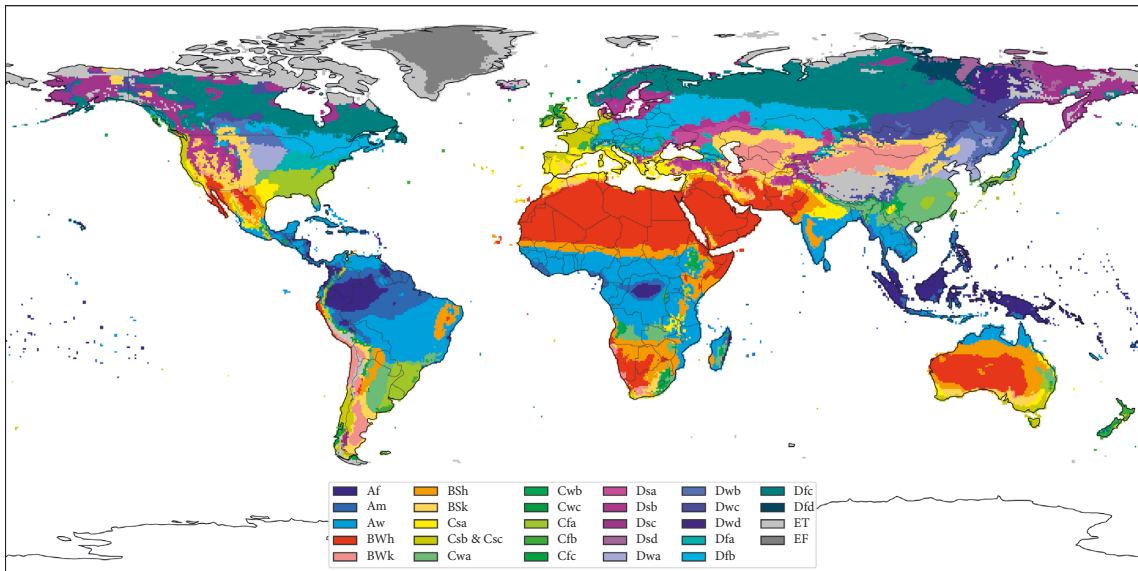 Af
Am
Aw
BWh
BWk
BSh
BSk
Csa
Csb & Csc
Cwa
Cwb
Cwc
Cfa
Cfb
Cfc
Dsa
Dsb
Dsc
Dsd
Dwa
Dwb
Dwc
Dwd
Dfa
Dfb
Dfc
Dfd
ET
EF